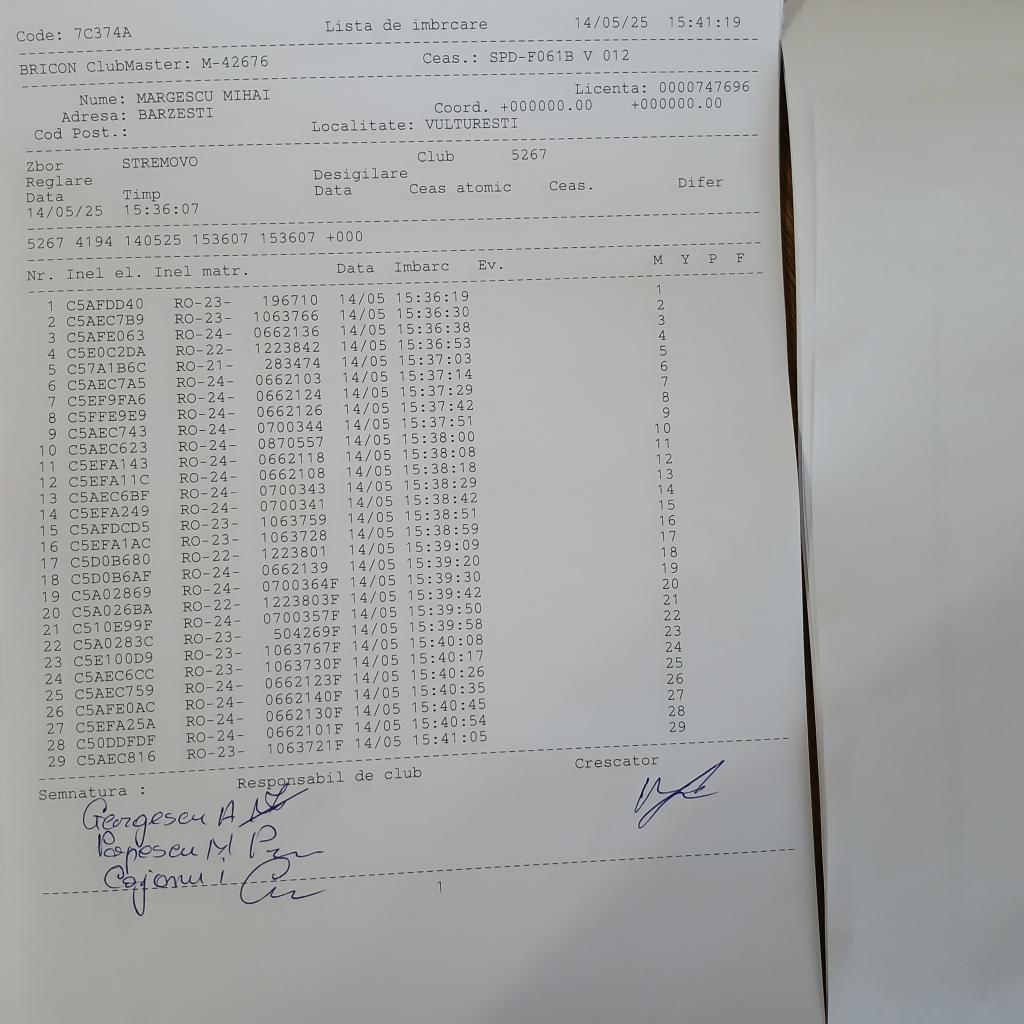 Code: 7C374A Lista de imbrcare 14/05/25 15:41:19
BRICON ClubMaster: M-42676 Ceas.: SPD-F061B V 012
Nume: MARGESCU MIHAI Licenta: 0000747696
Adresa: BARZESTI Coord. +000000.00 +000000.00
Cod Post.: Localitate: VULTURESTI
Zbor STREMOVO Club 5267
Reglare Desigilare
Data Timp Data Ceas atomic Ceas. Difer
14/05/25 15:36:07
5267 4194 140525 153607 153607 +000
Nr. Inel el. Inel matr. Data Imbarc Ev. M Y P F
1 C5AFDD40 RO-23- 196710 14/05 15:36:19 1
2 C5AEC7B9 RO-23- 1063766 14/05 15:36:30 2
3 C5AFE063 RO-24- 0662136 14/05 15:36:38 3
4 C5E0C2DA RO-22- 1223842 14/05 15:36:53 4
5 C57A1B6C RO-21- 283474 14/05 15:37:03 5
6 C5AEC7A5 RO-24- 0662103 14/05 15:37:14 6
7 C5EF9FA6 RO-24- 0662124 14/05 15:37:29 7
8 C5FFE9E9 RO-24- 0662126 14/05 15:37:42 8
9 C5AEC743 RO-24- 0700344 14/05 15:37:51 9
10 C5AEC623 RO-24- 0870557 14/05 15:38:00 10
11 C5EFA143 RO-24- 0662118 14/05 15:38:08 11
12 C5EFA11C RO-24- 0662108 14/05 15:38:18 12
13 C5AEC6BF RO-24- 0700343 14/05 15:38:29 13
14 C5EFA249 RO-24- 0700341 14/05 15:38:42 14
15 C5AFDCD5 RO-23- 1063759 14/05 15:38:51 15
16 C5EFA1AC RO-23- 1063728 14/05 15:38:59 16
17 C5D0B680 RO-22- 1223801 14/05 15:39:09 17
18 C5D0B6AF RO-24- 0662139 14/05 15:39:20 18
19 C5A02869 RO-24- 0700364F 14/05 15:39:30 19
20 C5A026BA RO-22- 1223803F 14/05 15:39:42 20
21 C510E99F RO-24- 0700357F 14/05 15:39:50 21
22 C5A0283C RO-23- 504269F 14/05 15:39:58 22
23 C5E100D9 RO-23- 1063767F 14/05 15:40:08 23
24 C5AEC6CC RO-23- 1063730F 14/05 15:40:17 24
25 C5AEC759 RO-24- 0662123F 14/05 15:40:26 25
26 C5AFE0AC RO-24- 0662140F 14/05 15:40:35 26
27 C5EFA25A RO-24- 0662130F 14/05 15:40:45 27
28 C50DDFDF RO-24- 0662101F 14/05 15:40:54 28
29 C5AEC816 RO-23- 1063721F 14/05 15:41:05 29
Semnatura : Responsabil de club Crescator
Georgescu A
Popescu M
Cojanu I
1